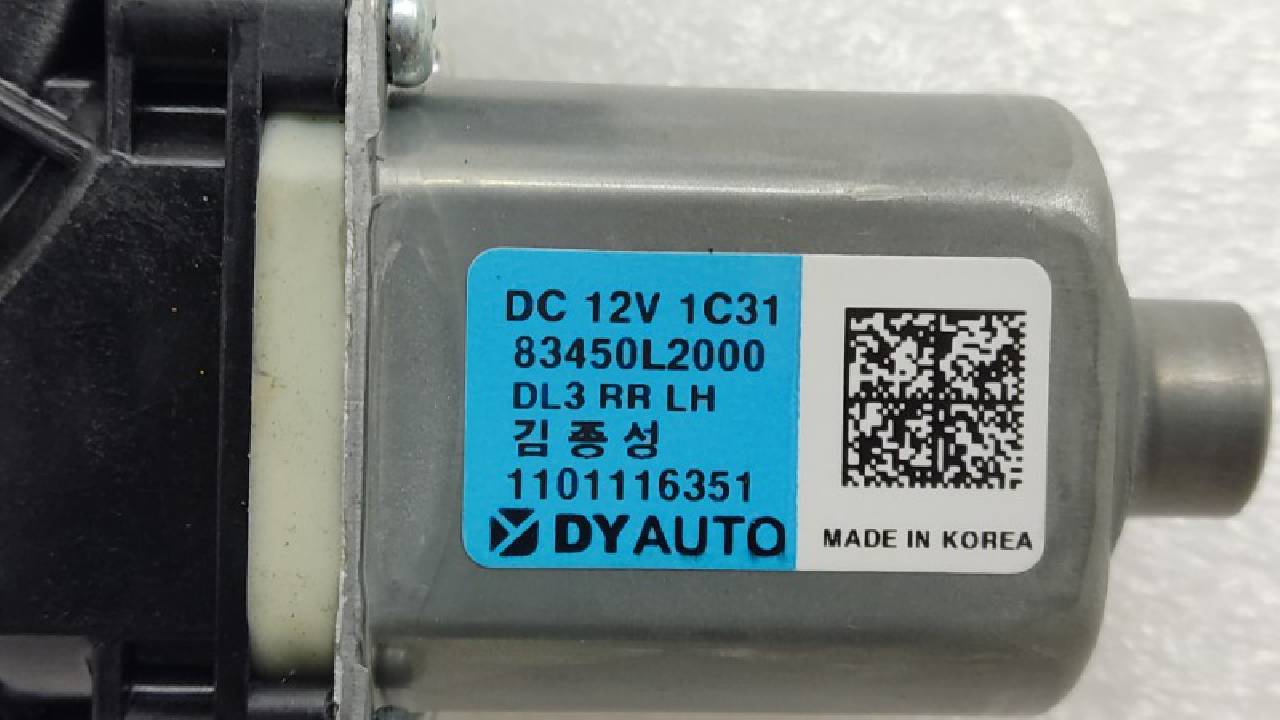 DC 12V 1C31
83450L2000
DL3 RR LH
김종성
1101116351
DYAUTO
MADE IN KOREA